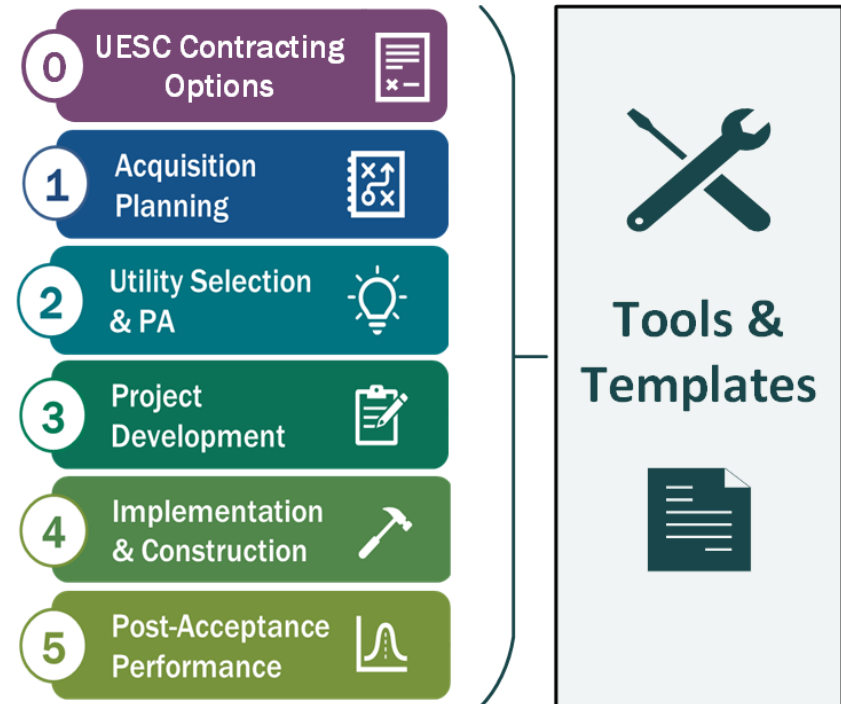 0
UESC Contracting
Options
1
Acquisition
Planning
2
Utility Selection
& PA
3
Project
Development
4
Implementation
& Construction
5
Post-Acceptance
Performance
Tools &
Templates